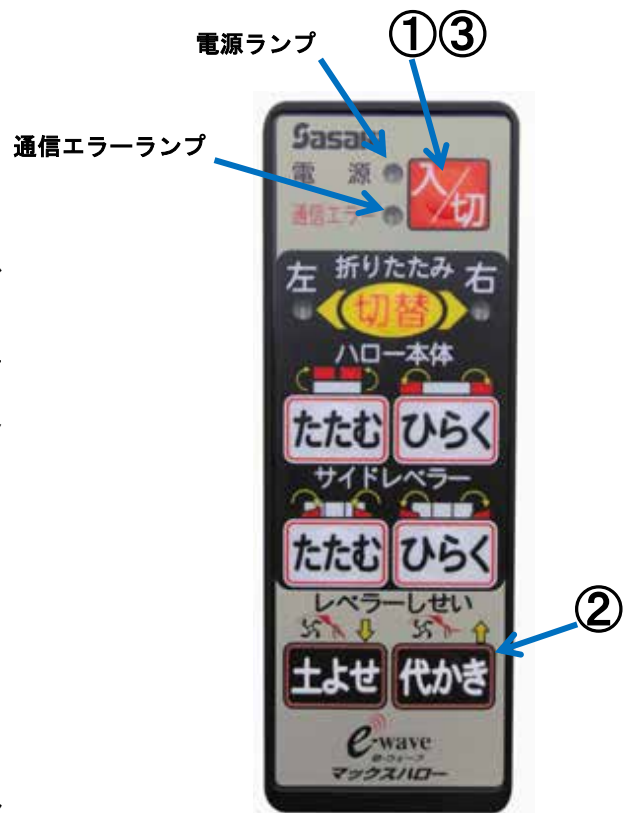 電源ランプ
①③
通信エラーランプ
Sasaki
電源
入/切
通信エラー
左 折りたたみ 右
切替
ハロー本体
たたむ ひらく
サイドレベラー
たたむ ひらく
レベラーしせい
②
土よせ 代かき
e-wave
e-ウェーブ
マックスハロー